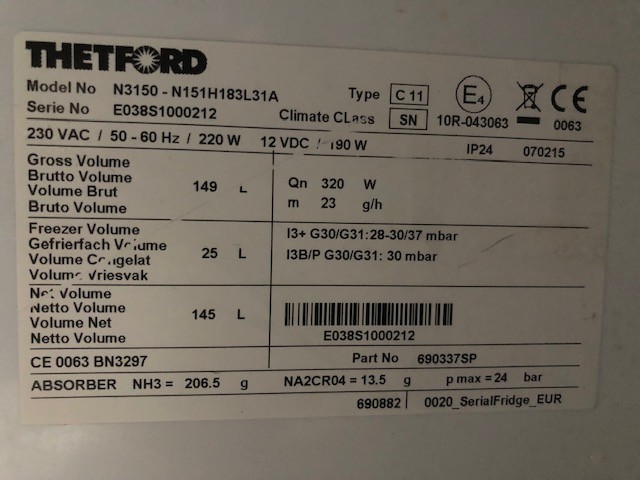 THETFORD
Model No N3150 - N151H183L31A Type C 11 E4
Serie No E038S1000212 Climate CLass SN 10R-043063 0063
230 VAC / 50 - 60 Hz / 220 W 12 VDC / 190 W IP24 070215
Gross Volume
Brutto Volume
Volume Brut
Bruto Volume
149 L
Qn 320 W
m 23 g/h
Freezer Volume
Gefrierfach Volume
Volume Congelat
Volume Vriesvak
25 L
I3+ G30/G31:28-30/37 mbar
I3B/P G30/G31: 30 mbar
Net Volume
Netto Volume
Volume Net
Netto Volume
145 L
E038S1000212
CE 0063 BN3297 Part No 690337SP
ABSORBER NH3 = 206.5 g NA2CR04 = 13.5 g p max = 24 bar
690882 0020_SerialFridge_EUR